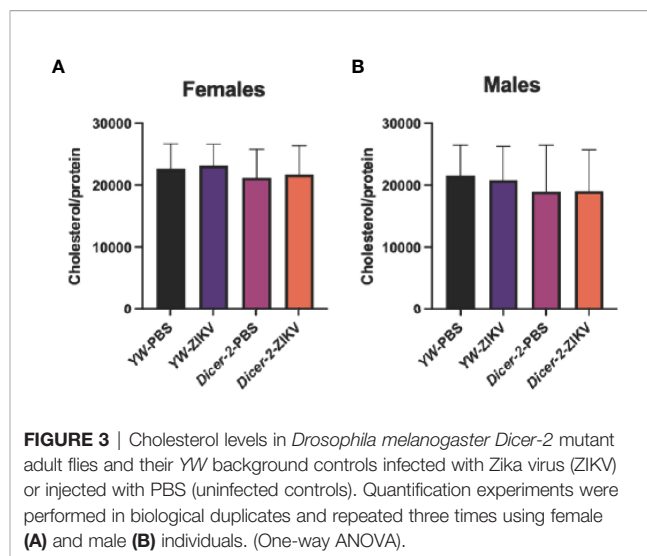 A
Females
Cholesterol/protein
30000
20000
10000
0
YW-PBS
YW-ZIKV
Dicer-2-PBS
Dicer-2-ZIKV
B
Males
Cholesterol/protein
30000
20000
10000
0
YW-PBS
YW-ZIKV
Dicer-2-PBS
Dicer-2-ZIKV
FIGURE 3 | Cholesterol levels in Drosophila melanogaster Dicer-2 mutant
adult flies and their YW background controls infected with Zika virus (ZIKV)
or injected with PBS (uninfected controls). Quantification experiments were
performed in biological duplicates and repeated three times using female
(A) and male (B) individuals. (One-way ANOVA).